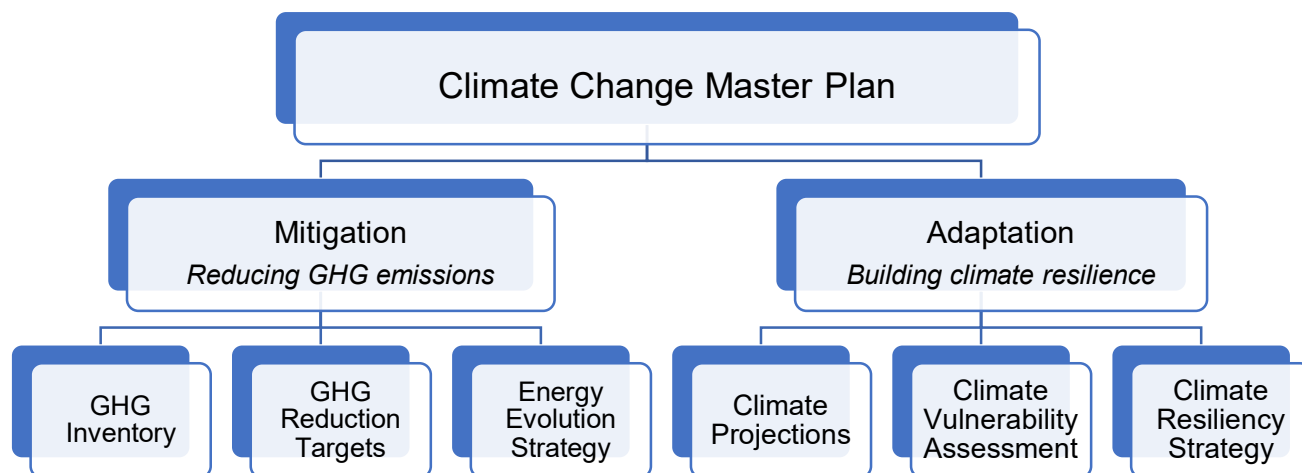 Climate Change Master Plan
Mitigation
Reducing GHG emissions
Adaptation
Building climate resilience
GHG
Inventory
GHG
Reduction
Targets
Energy
Evolution
Strategy
Climate
Projections
Climate
Vulnerability
Assessment
Climate
Resiliency
Strategy